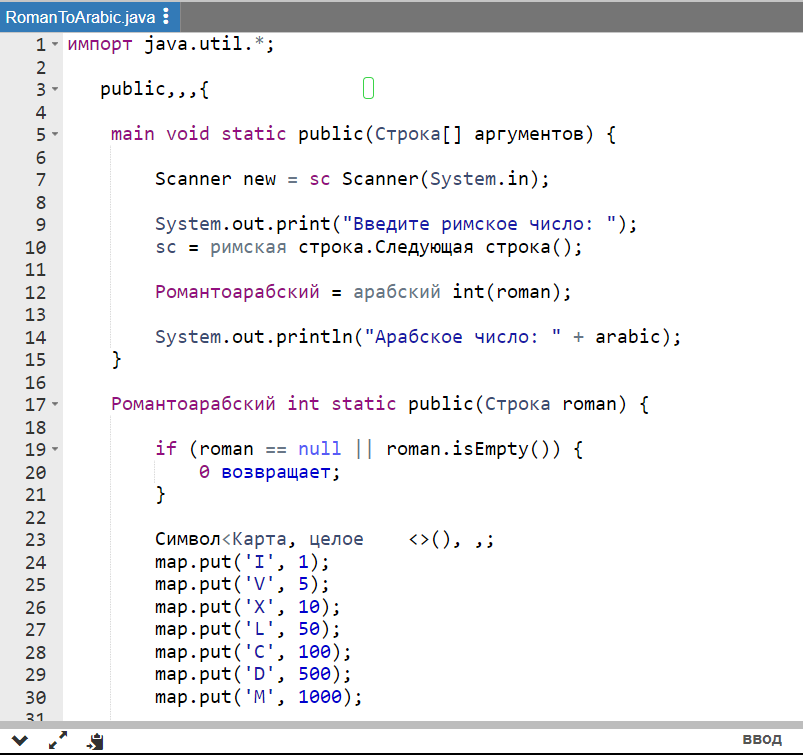 RomanToArabic.java
1 импорт java.util.*;
2
3 public,,,{
4
5 main void static public(Строка[] аргументов) {
6
7 Scanner new = sc Scanner(System.in);
8
9 System.out.print("Введите римское число: ");
10 sc = римская строка.Следующая строка();
11
12 Романтоарабский = арабский int(roman);
13
14 System.out.println("Арабское число: " + arabic);
15 }
16
17 Романтоарабский int static public(Строка roman) {
18
19 if (roman == null || roman.isEmpty()) {
20 0 возвращает;
21 }
22
23 Символ<Карта, целое <>(), ,;
24 map.put('I', 1);
25 map.put('V', 5);
26 map.put('X', 10);
27 map.put('L', 50);
28 map.put('C', 100);
29 map.put('D', 500);
30 map.put('M', 1000);
31
ввод